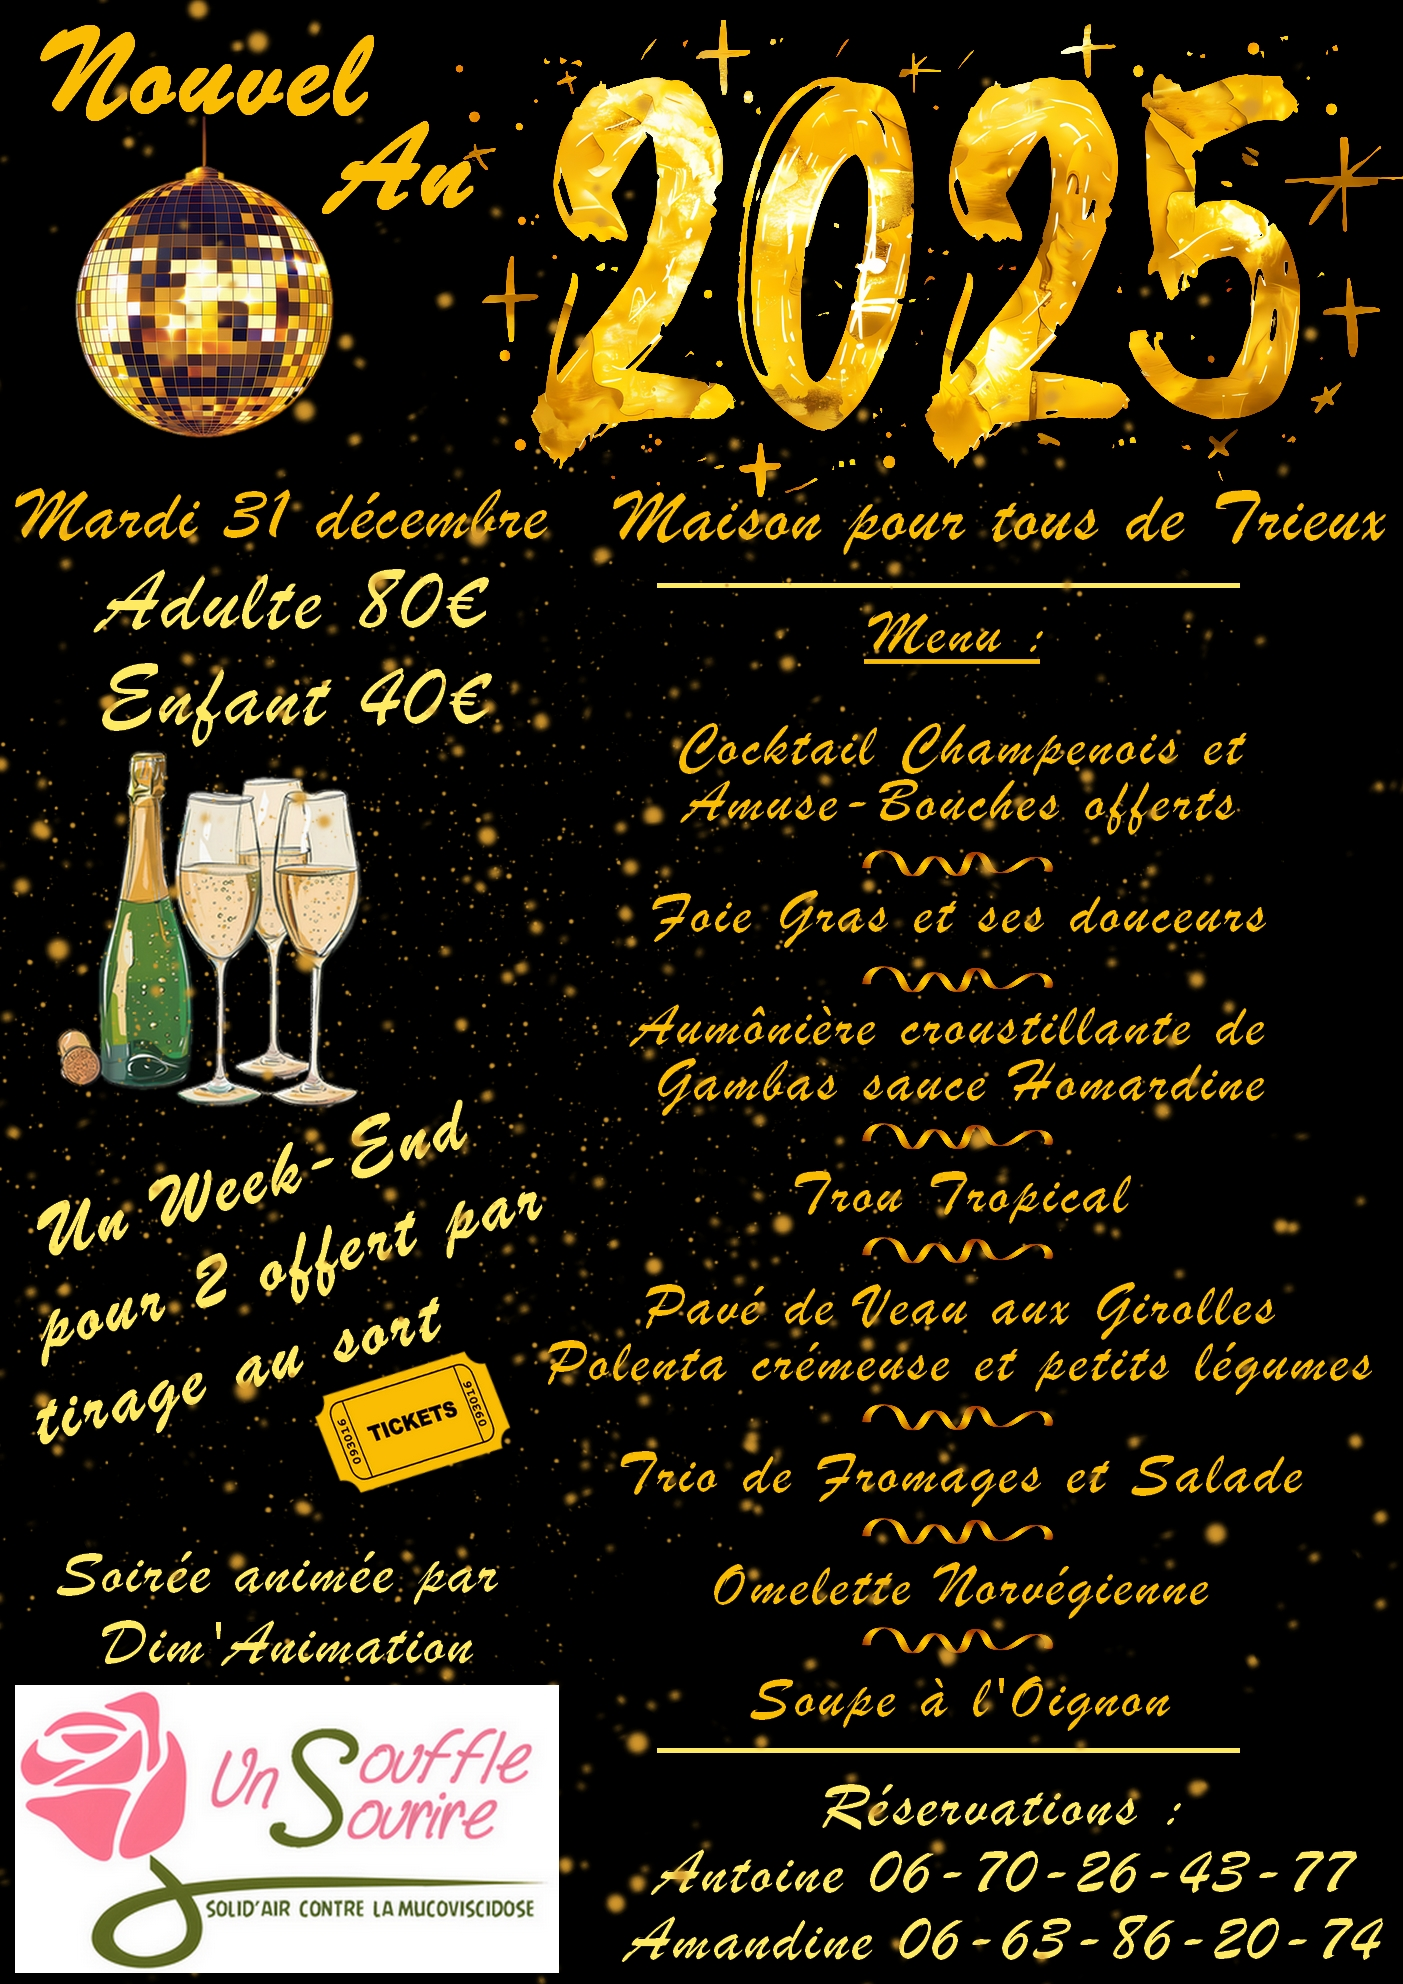 Nouvel
An
2025
Mardi 31 décembre
Maison pour tous de Trieux
Adulte 80€
Enfant 40€
Un Week-End
pour 2 offert par
tirage au sort
093016
TICKETS
093016
Soirée animée par
Dim'Animation
Un Souffle
Sourire
SOLID'AIR CONTRE LA MUCOVISCIDOSE
Menu :
Cocktail Champenois et
Amuse-Bouches offerts
Foie Gras et ses douceurs
Aumônière croustillante de
Gambas sauce Homardine
Trou Tropical
Pavé de Veau aux Girolles
Polenta crémeuse et petits légumes
Trio de Fromages et Salade
Omelette Norvégienne
Soupe à l'Oignon
Réservations :
Antoine 06-70-26-43-77
Amandine 06-63-86-20-74